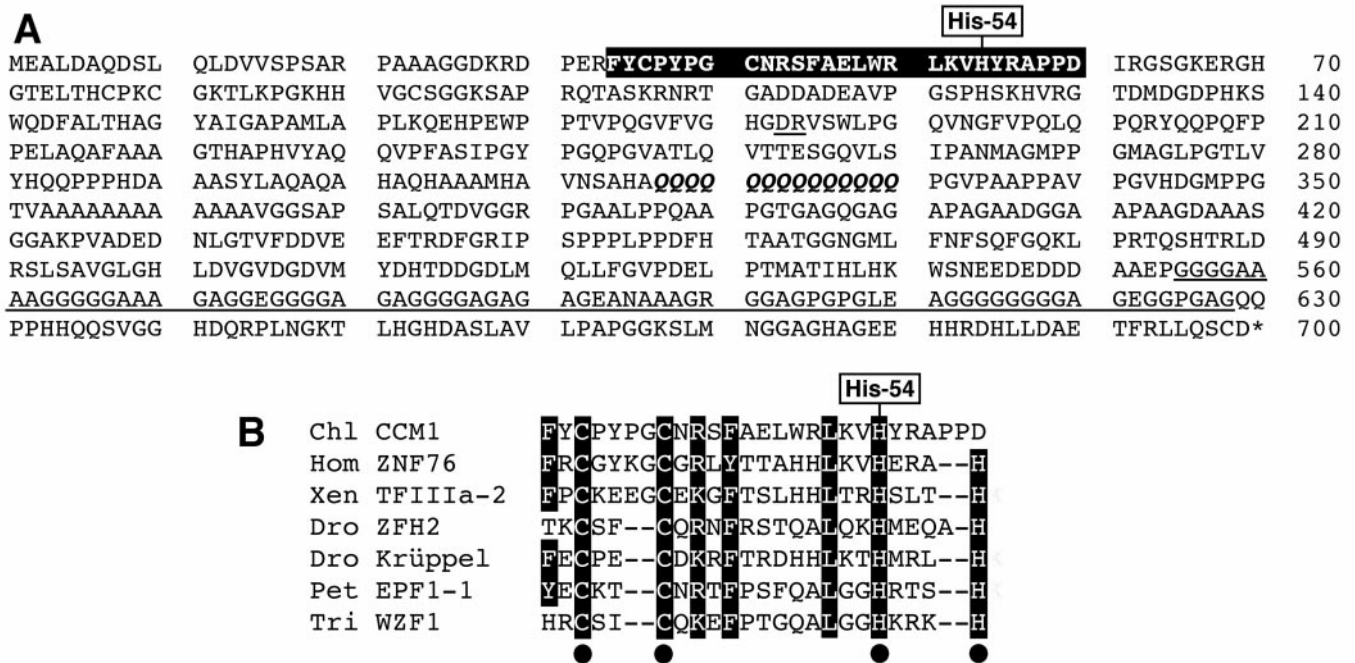 A
His-54
MEALDAQDSL QLDVVSPSAR PAAAGGDKRD PERFYCPYPG CNRSFAELWR LKVHYRAPPD IRGSGKERGH 70
GTELTHCPKC GKTLKPGKHH VGCSGGKSAP RQTASKRNRT GADDADEAVP GSPHSKHVRG TDMDGDPHKS 140
WQDFALTHAG YAIGAPAMLA PLKQEHPEWP PTVPQGVFVG HGDRVSWLPG QVNGFVPQLQ PQRYQQPQFP 210
PELAQAFAAA GTHAPHVYAQ QVPFASIPGY PGQPGVATLQ VTTESGQVLS IPANMAGMPP GMAGLPGTLV 280
YHQQPPPHDA AASYLAQAQA HAQHAAAMHA VNSAHAQQQQ QQQQQQQQQQ PGVPAAPPAV PGVHDGMPPG 350
TVAAAAAAAA AAAAVGGSAP SALQTDVGGR PGAALPPQAA PGTGAGQGAG APAGAADGGA APAAGDAAAS 420
GGAKPVADED NLGTVFDDVE EFTRDFGRIP SPPPLPPDFH TAATGGNGML FNFSQFGQKL PRTQSHTRLD 490
RSLSAVGLGH LDVGVDGDVM YDHTDDGDLM QLLFGVPDEL PTMATIHLHK WSNEEDEDDD AAEPGGGGAA 560
AAGGGGGAAA GAGGEGGGGA GAGGGGAGAG AGEANAAAGR GGAGPGPGLE AGGGGGGGGA GEGGPGAGQQ 630
PPHHQQSVGG HDQRPLNGKT LHGHDASLAV LPAPGGKSLM NGGAGHAGEE HHRDHLLDAE TFRLLQSCD* 700
His-54
B
Chl CCM1 FYCPYPGCNRSFAELWRLKVHYRAPPD
Hom ZNF76 FRCGYKGCGRLYTTAHHLKVHERA--H
Xen TFIIIa-2 FPCKEEGCEKGFTSLHHLTRHSLT--H
Dro ZFH2 TKCSF--CQRNFRSTQALQKHMEQA-H
Dro Krüppel FECPE--CDKRFTRDHHLKTHMRL--H
Pet EPF1-1 YECKT--CNRTFPSFQALGGHRTS--H
Tri WZF1 HRCSI--CQKEFPTGQALGGHKRK--H